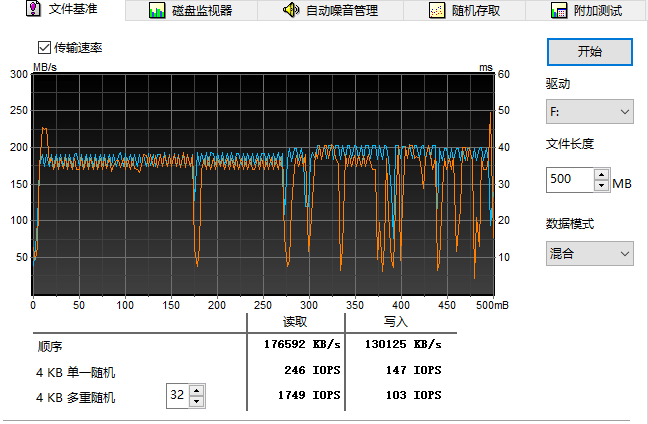 文件基准 磁盘监视器 自动噪音管理 随机存取 附加测试
传输速率
开始
MB/s ms
300 60
250 50
200 40
150 30
100 20
50 10
0 50 100 150 200 250 300 350 400 450 500mB
驱动
F:
文件长度
500 MB
数据模式
混合
读取 写入
顺序 176592 KB/s 130125 KB/s
4 KB 单一随机 246 IOPS 147 IOPS
4 KB 多重随机 32 1749 IOPS 103 IOPS